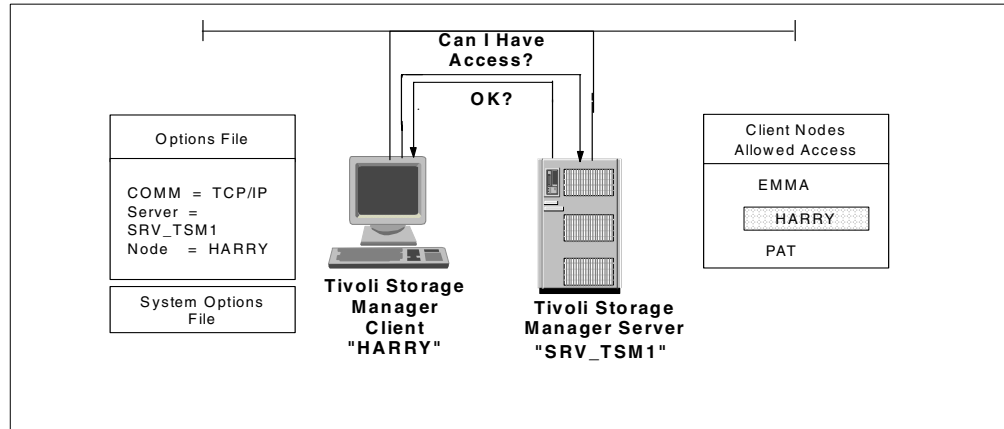 Can I Have
Access?
OK?
Options File
COMM = TCP/IP
Server =
SRV_TSM1
Node = HARRY
System Options
File
Tivoli Storage
Manager
Client
"HARRY"
Tivoli Storage
Manager Server
"SRV_TSM1"
Client Nodes
Allowed Access
EMMA
HARRY
PAT